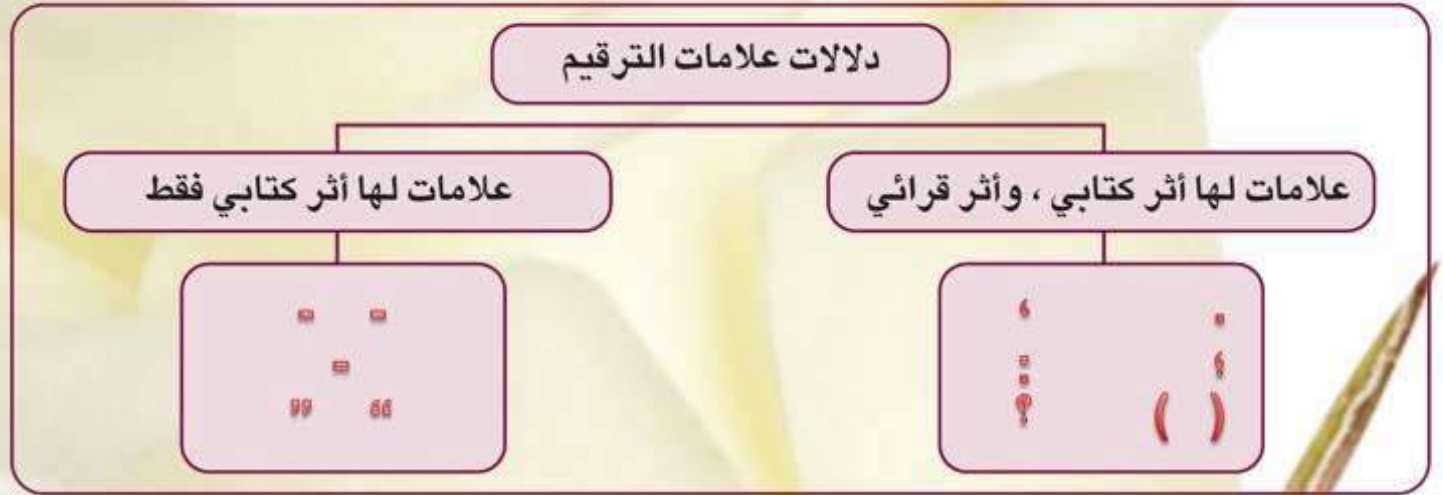 دلالات علامات الترقيم
علامات لها أثر كتابي ، وأثر قرائي
علامات لها أثر كتابي فقط
. ،
؛ :
( ) ؟
- -
-
“ ”